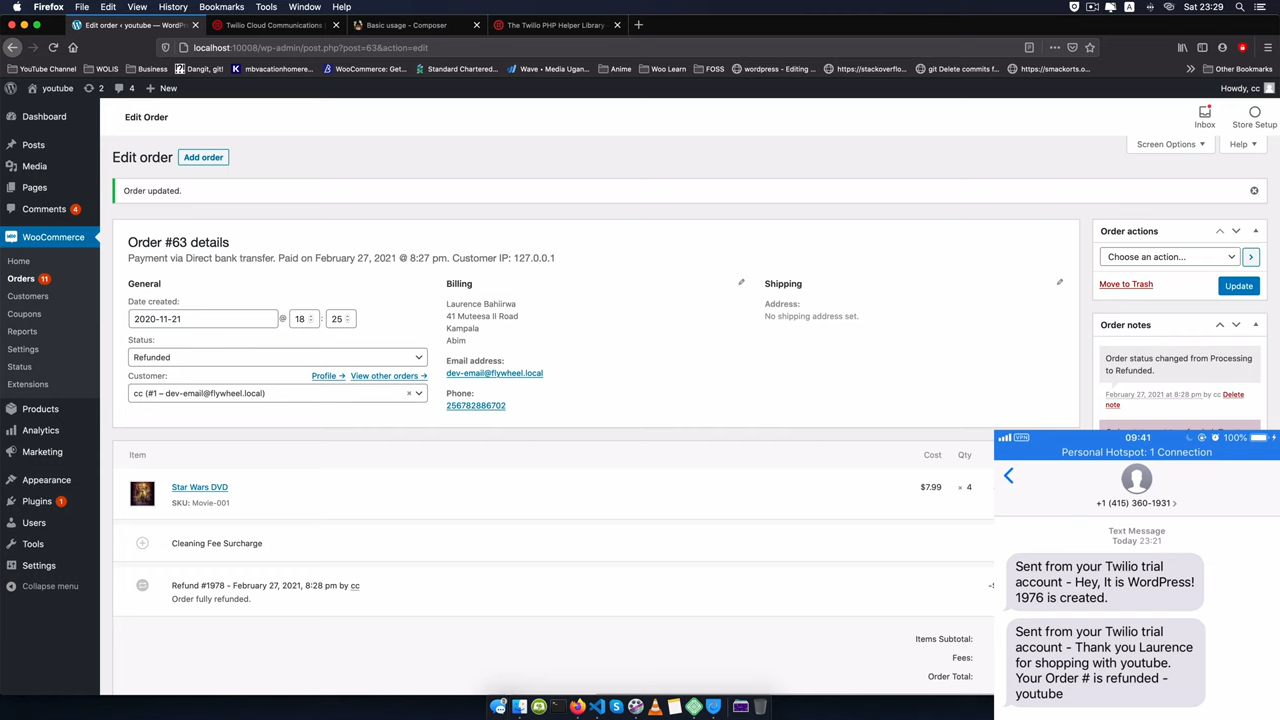 Firefox File Edit View History Bookmarks Tools Window Help
A Sat 23:29
Edit order ‹ youtube — WordPr
Twilio Cloud Communications
Basic usage - Composer
The Twilio PHP Helper Library
localhost:10008/wp-admin/post.php?post=63&action=edit
YouTube Channel WOLIS Business Dangit, git! mbvacationhomere... WooCommerce: Get... Standard Chartered... Wave • Media Ugan... Anime Woo Learn FOSS wordpress - Editing ... https://stackoverflo... git Delete commits f... https://smackorts.o... Other Bookmarks
youtube 2 4 New Howdy, cc
Dashboard
Posts
Media
Pages
Comments 4
WooCommerce
Home
Orders 11
Customers
Coupons
Reports
Settings
Status
Extensions
Products
Analytics
Marketing
Appearance
Plugins 1
Users
Tools
Settings
Collapse menu
Edit Order
Inbox
Store Setup
Screen Options
Help
Edit order Add order
Order updated.
Order #63 details
Payment via Direct bank transfer. Paid on February 27, 2021 @ 8:27 pm. Customer IP: 127.0.0.1
General
Date created:
2020-11-21 @ 18 : 25
Status:
Refunded
Customer: Profile → View other orders →
cc (#1 – dev-email@flywheel.local) ×
Billing
Laurence Bahiirwa
41 Muteesa II Road
Kampala
Abim
Email address:
dev-email@flywheel.local
Phone:
256782886702
Shipping
Address:
No shipping address set.
Item Cost Qty
Star Wars DVD $7.99 × 4
SKU: Movie-001
Cleaning Fee Surcharge
Refund #1978 - February 27, 2021, 8:28 pm by cc
Order fully refunded.
Items Subtotal:
Fees:
Order Total:
Order actions
Choose an action...
Move to Trash Update
Order notes
Order status changed from Processing
to Refunded.
February 27, 2021 at 8:28 pm by cc Delete
note
VPN 09:41 100%
Personal Hotspot: 1 Connection
+1 (415) 360-1931
Text Message
Today 23:21
Sent from your Twilio trial
account - Hey, It is WordPress!
1976 is created.
Sent from your Twilio trial
account - Thank you Laurence
for shopping with youtube.
Your Order # is refunded -
youtube